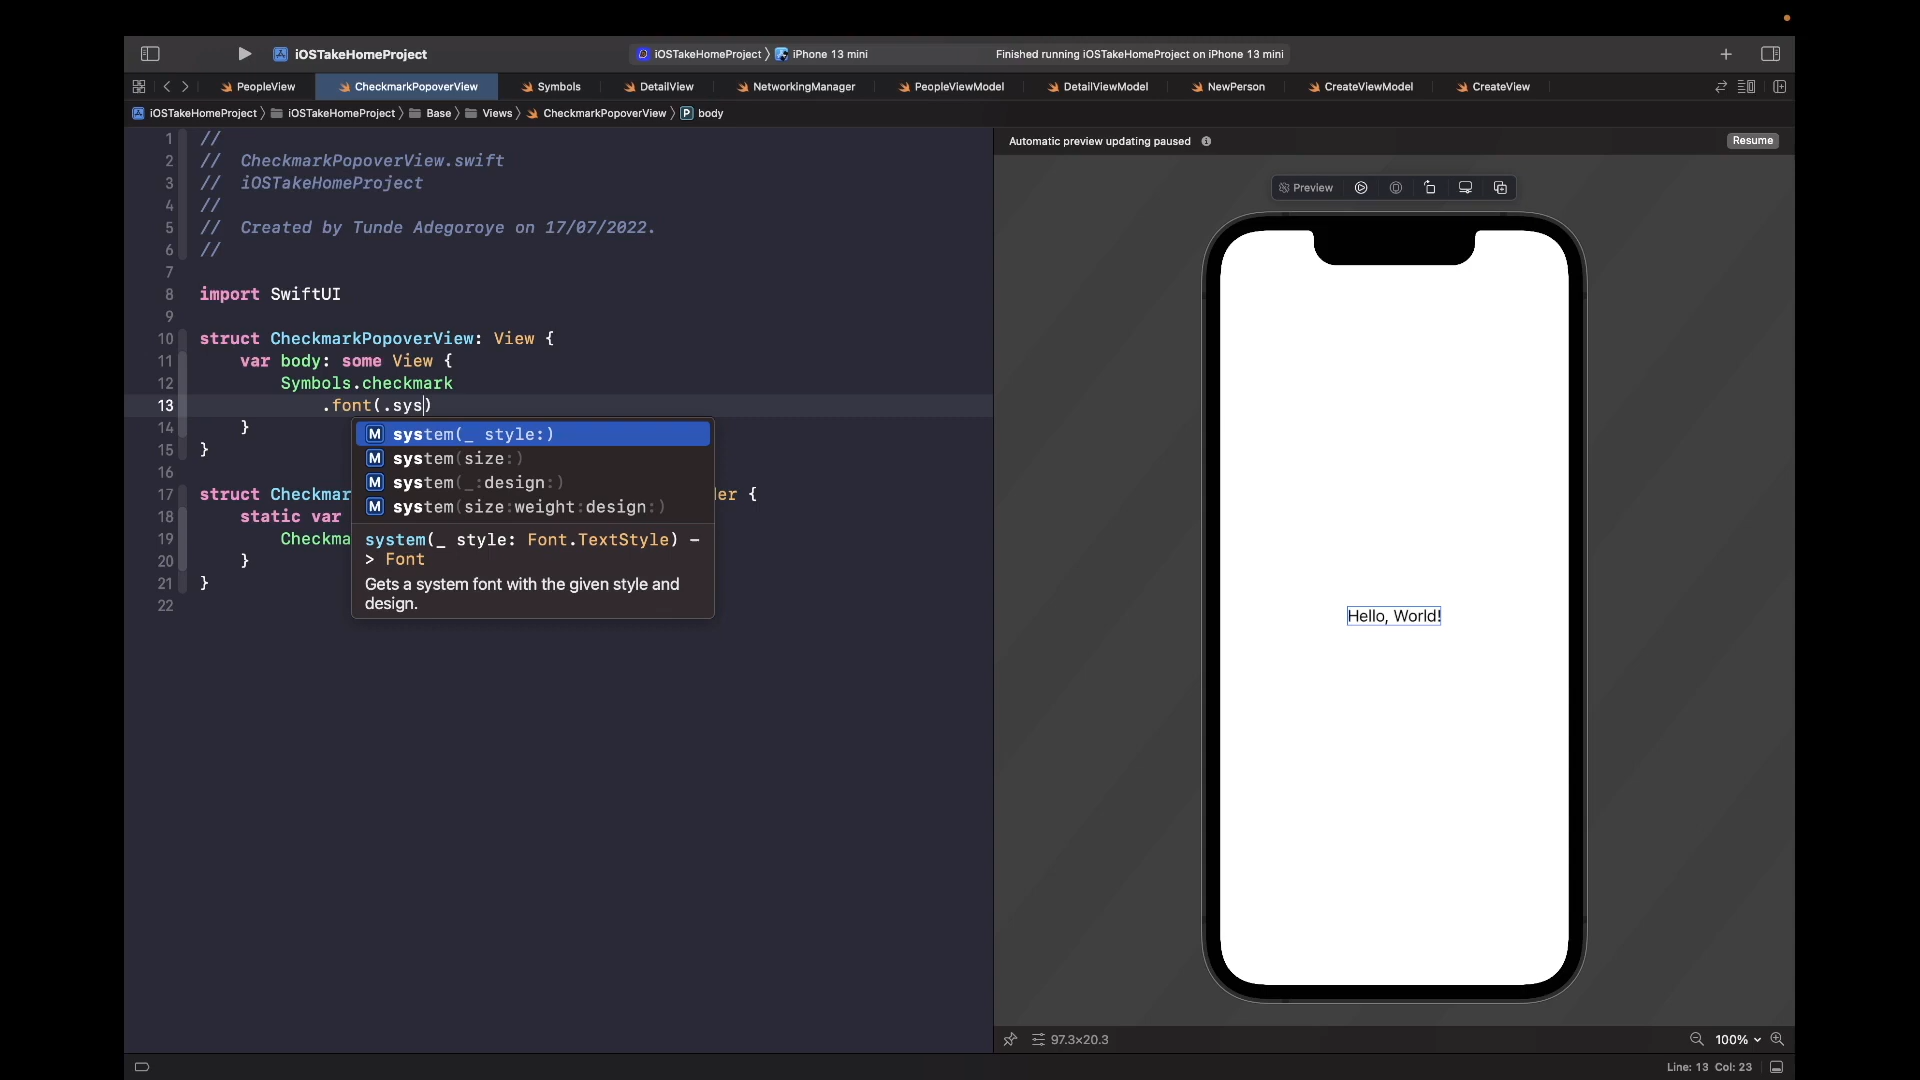 iOSTakeHomeProject
iOSTakeHomeProject 〉 iPhone 13 mini
Finished running iOSTakeHomeProject on iPhone 13 mini
PeopleView
CheckmarkPopoverView
Symbols
DetailView
NetworkingManager
PeopleViewModel
DetailViewModel
NewPerson
CreateViewModel
CreateView
iOSTakeHomeProject 〉 iOSTakeHomeProject 〉 Base 〉 Views 〉 CheckmarkPopoverView 〉 P body
Automatic preview updating paused
Resume
1 //
2 //  CheckmarkPopoverView.swift
3 //  iOSTakeHomeProject
4 //
5 //  Created by Tunde Adegoroye on 17/07/2022.
6 //
7
8 import SwiftUI
9
10 struct CheckmarkPopoverView: View {
11     var body: some View {
12         Symbols.checkmark
13             .font(.sys)
14     }
15 }
16
17 struct Checkmar
er {
18     static var
19         Checkma
20     }
21 }
22
M system(_ style:)
M system(size:)
M system(_:design:)
M system(size:weight:design:)
system(_ style: Font.TextStyle) -
> Font
Gets a system font with the given style and
design.
Preview
Hello, World!
97.3×20.3
100%
Line: 13 Col: 23